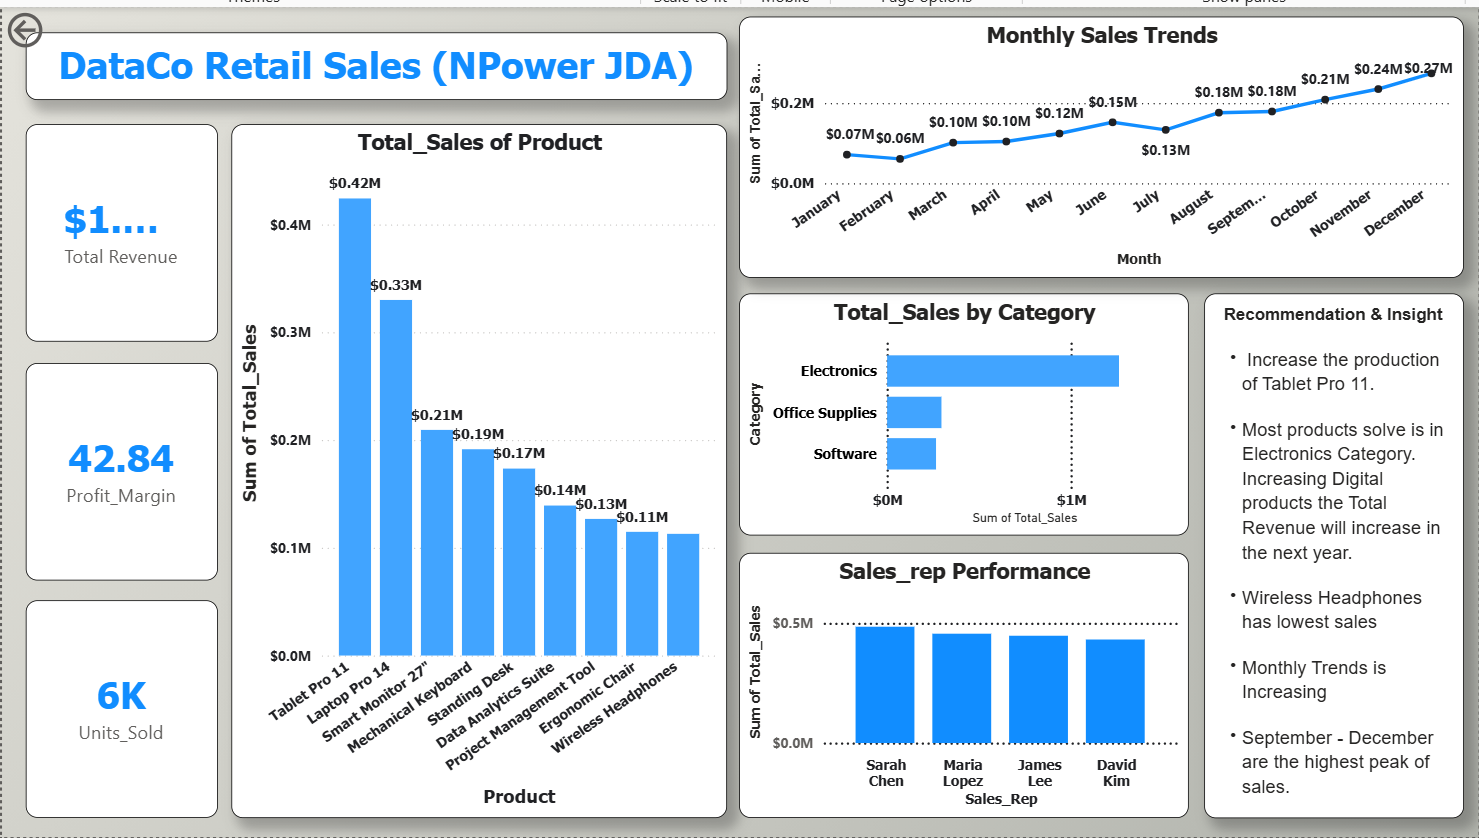 Themes Scale to fit Mobile Page options Show panes
DataCo Retail Sales (NPower JDA)
$1....
Total Revenue
42.84
Profit_Margin
6K
Units_Sold
Total_Sales of Product
Sum of Total_Sales
$0.4M
$0.3M
$0.2M
$0.1M
$0.0M
$0.42M
$0.33M
$0.21M
$0.19M
$0.17M
$0.14M
$0.13M
$0.11M
Tablet Pro 11
Laptop Pro 14
Smart Monitor 27"
Mechanical Keyboard
Standing Desk
Data Analytics Suite
Project Management Tool
Ergonomic Chair
Wireless Headphones
Product
Monthly Sales Trends
Sum of Total_Sa...
$0.2M
$0.0M
$0.07M
$0.06M
$0.10M
$0.10M
$0.12M
$0.15M
$0.13M
$0.18M
$0.18M
$0.21M
$0.24M
$0.27M
January
February
March
April
May
June
July
August
Septem...
October
November
December
Month
Total_Sales by Category
Category
Electronics
Office Supplies
Software
$0M
$1M
Sum of Total_Sales
Sales_rep Performance
Sum of Total_Sales
$0.5M
$0.0M
Sarah
Chen
Maria
Lopez
James
Lee
David
Kim
Sales_Rep
Recommendation & Insight
• Increase the production
of Tablet Pro 11.
• Most products solve is in
Electronics Category.
Increasing Digital
products the Total
Revenue will increase in
the next year.
• Wireless Headphones
has lowest sales
• Monthly Trends is
Increasing
• September - December
are the highest peak of
sales.